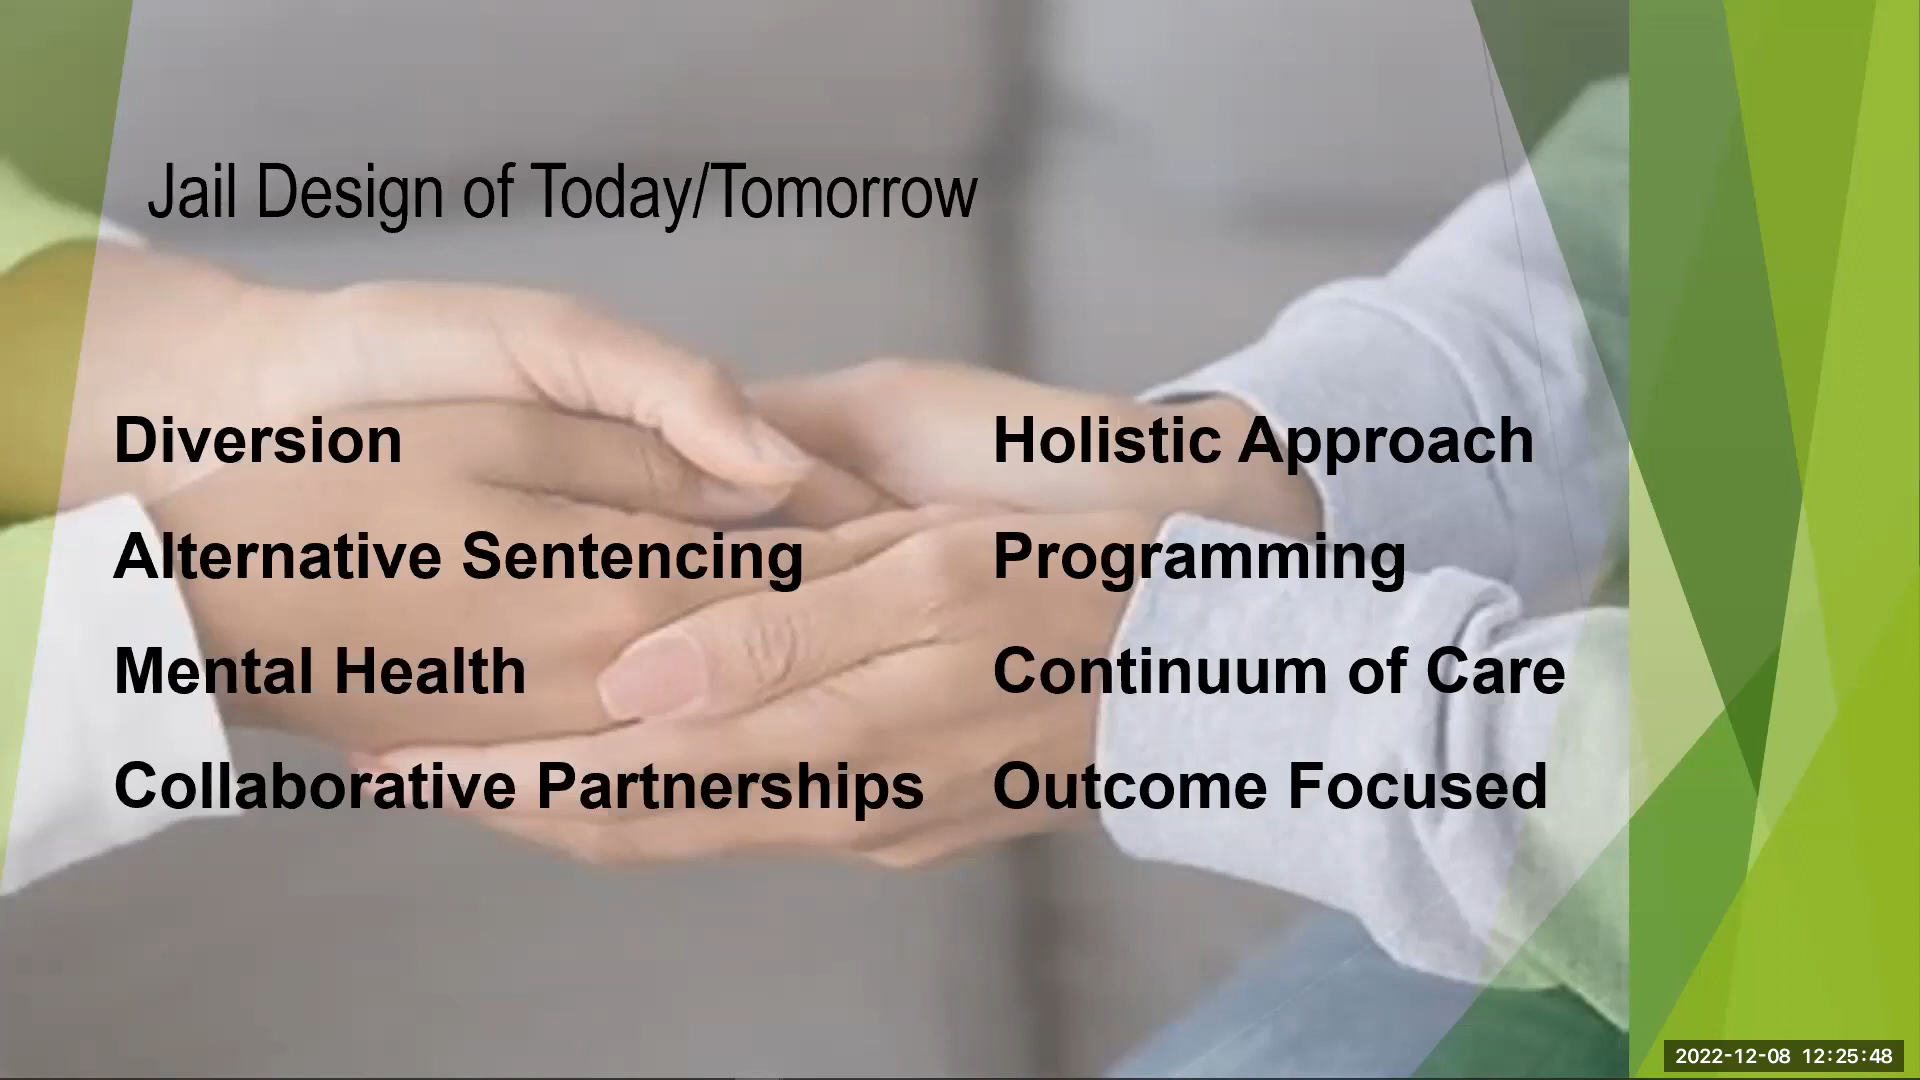 Jail Design of Today/Tomorrow
Diversion
Alternative Sentencing
Mental Health
Collaborative Partnerships
Holistic Approach
Programming
Continuum of Care
Outcome Focused
2022-12-08 12:25:48